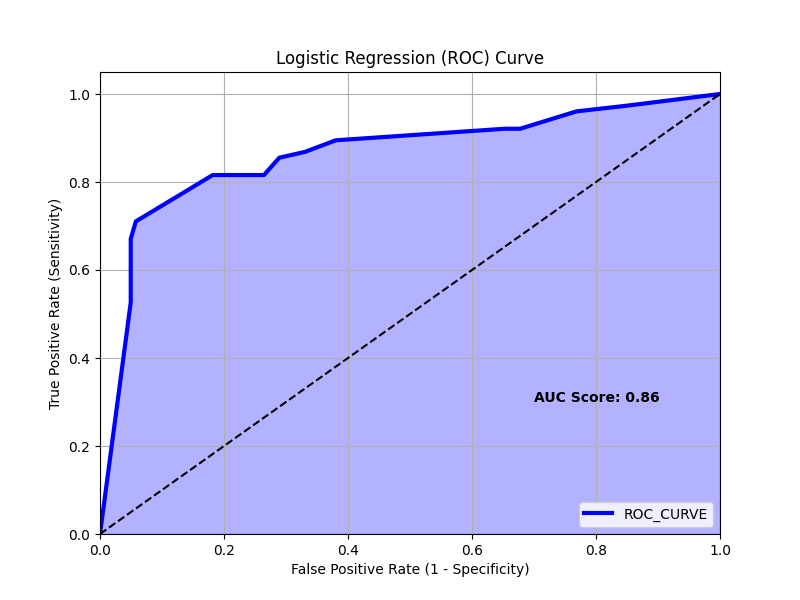 Logistic Regression (ROC) Curve
True Positive Rate (Sensitivity)
1.0
0.8
0.6
0.4
0.2
0.0
AUC Score: 0.86
ROC_CURVE
0.0 0.2 0.4 0.6 0.8 1.0
False Positive Rate (1 - Specificity)